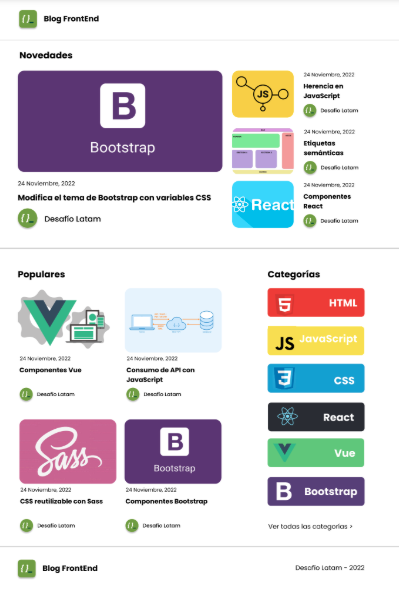 { }
Blog FrontEnd
Novedades
B
Bootstrap
24 Noviembre, 2022
Modifica el tema de Bootstrap con variables CSS
Desafío Latam
JS
24 Noviembre, 2022
Herencia en
JavaScript
Desafío Latam
24 Noviembre, 2022
Etiquetas
semánticas
Desafío Latam
React
24 Noviembre, 2022
Componentes
React
Desafío Latam
Populares
24 Noviembre, 2022
Componentes Vue
Desafío Latam
24 Noviembre, 2022
Consumo de API con
JavaScript
Desafío Latam
Sass
24 Noviembre, 2022
CSS reutilizable con Sass
Desafío Latam
B
Bootstrap
24 Noviembre, 2022
Componentes Bootstrap
Desafío Latam
Categorías
5 HTML
JS JavaScript
3 CSS
React
Vue
B Bootstrap
Ver todas las categorías >
{ }
Blog FrontEnd
Desafío Latam - 2022